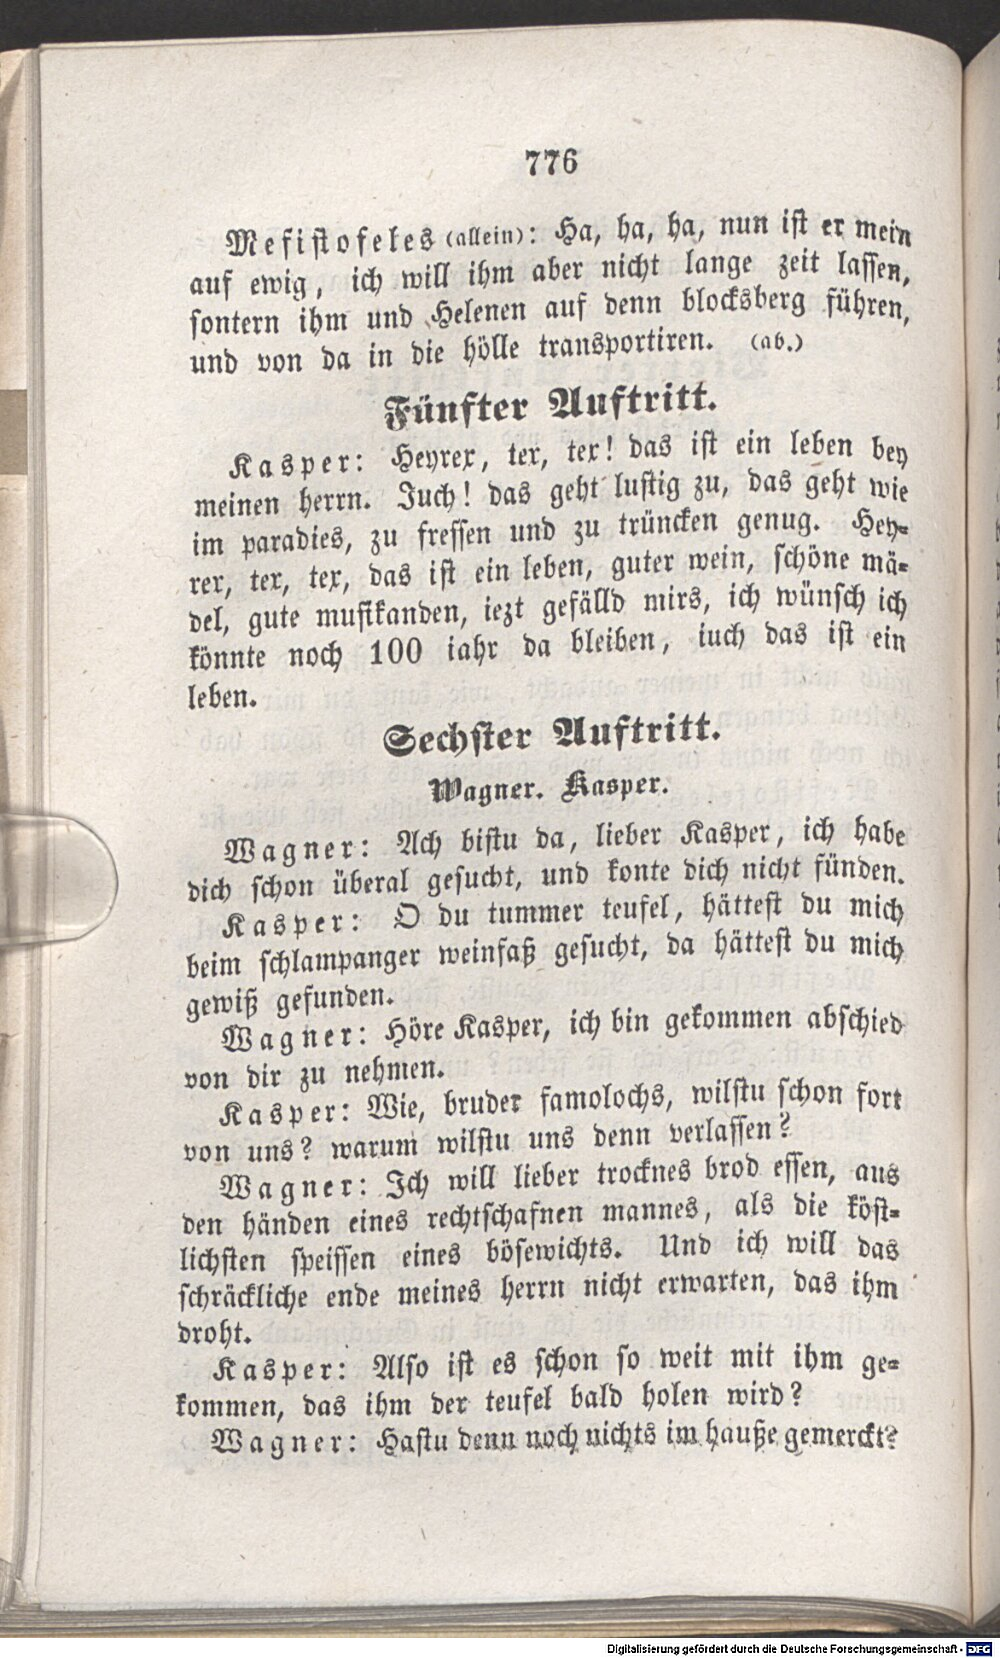 776
Mefistofeles (allein): Ha, ha, ha, nun ist er mein
auf ewig, ich will ihm aber nicht lange zeit lassen,
sontern ihm und Helenen auf denn blocksberg führen,
und von da in die hölle transportiren. (ab.)
Fünfter Auftritt.
Kasper: Heyrex, ter, tex! das ist ein leben bey
meinen herrn. Juch! das geht lustig zu, das geht wie
im paradies, zu fressen und zu trüncken genug. Hey-
rer, tex, tex, das ist ein leben, guter wein, schöne mä-
del, gute musikanden, iezt gefälld mirs, ich wünsch ich
könnte noch 100 iahr da bleiben, iuch das ist ein
leben.
Sechster Auftritt.
Wagner. Kasper.
Wagner: Ach bistu da, lieber Kasper, ich habe
dich schon überal gesucht, und konte dich nicht fünden.
Kasper: O du tummer teufel, hättest du mich
beim schlampanger weinfaß gesucht, da hättest du mich
gewiß gefunden.
Wagner: Höre Kasper, ich bin gekommen abschied
von dir zu nehmen.
Kasper: Wie, bruder famolochs, wilstu schon fort
von uns? warum wilstu uns denn verlassen?
Wagner: Ich will lieber trocknes brod essen, aus
den händen eines rechtschafnen mannes, als die köst-
lichsten speissen eines bösewichts. Und ich will das
schräckliche ende meines herrn nicht erwarten, das ihm
droht.
Kasper: Also ist es schon so weit mit ihm ge-
kommen, das ihm der teufel bald holen wird?
Wagner: Hastu denn noch nichts im hauße gemerckt?
Digitalisierung gefördert durch die Deutsche Forschungsgemeinschaft - DFG